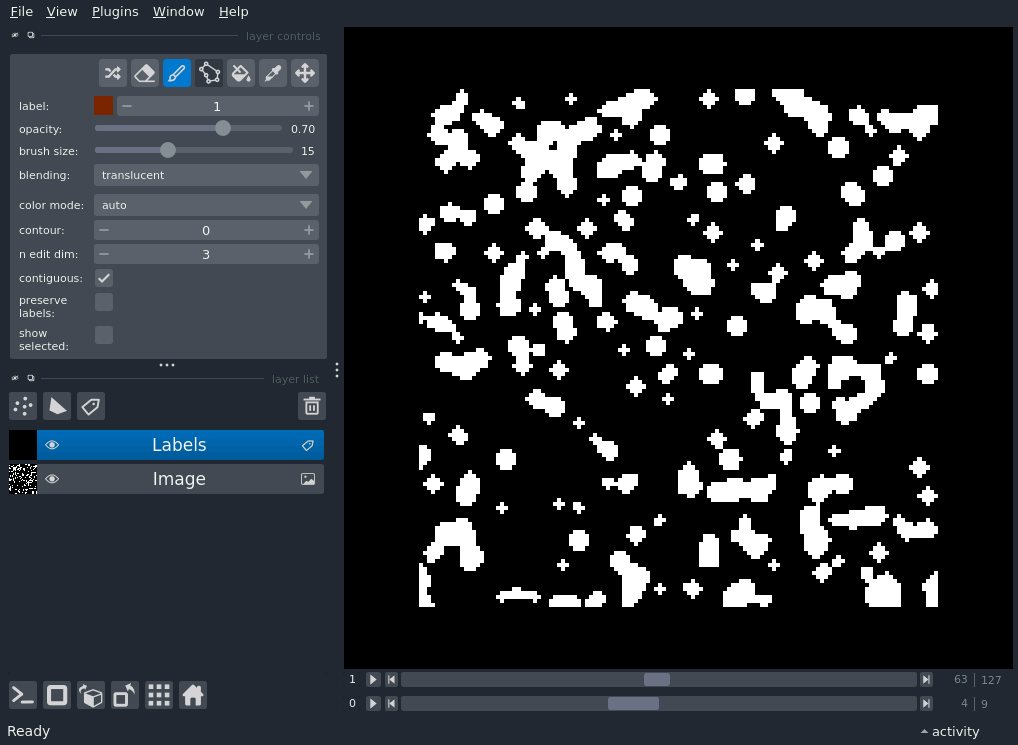 File View Plugins Window Help
layer controls
label: 1
opacity: 0.70
brush size: 15
blending: translucent
color mode: auto
contour: 0
n edit dim: 3
contiguous:
preserve
labels:
show
selected:
layer list
Labels
Image
1 63 127
0 4 9
Ready activity